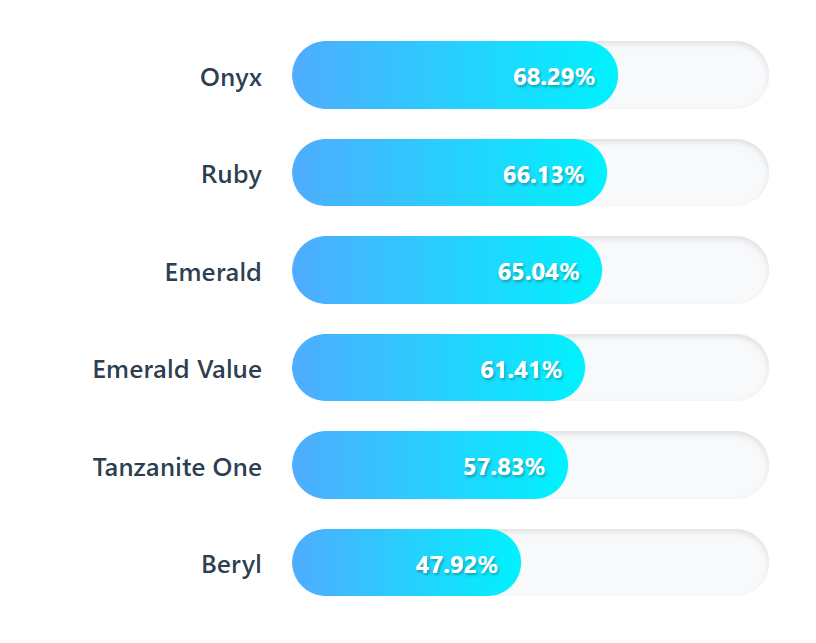 Onyx 68.29%
Ruby 66.13%
Emerald 65.04%
Emerald Value 61.41%
Tanzanite One 57.83%
Beryl 47.92%